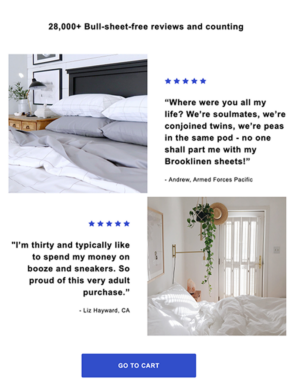 28,000+ Bull-sheet-free reviews and counting
“Where were you all my
life? We’re soulmates, we’re
conjoined twins, we’re peas
in the same pod - no one
shall part me with my
Brooklinen sheets!”
- Andrew, Armed Forces Pacific
"I’m thirty and typically like
to spend my money on
booze and sneakers. So
proud of this very adult
purchase.”
- Liz Hayward, CA
GO TO CART